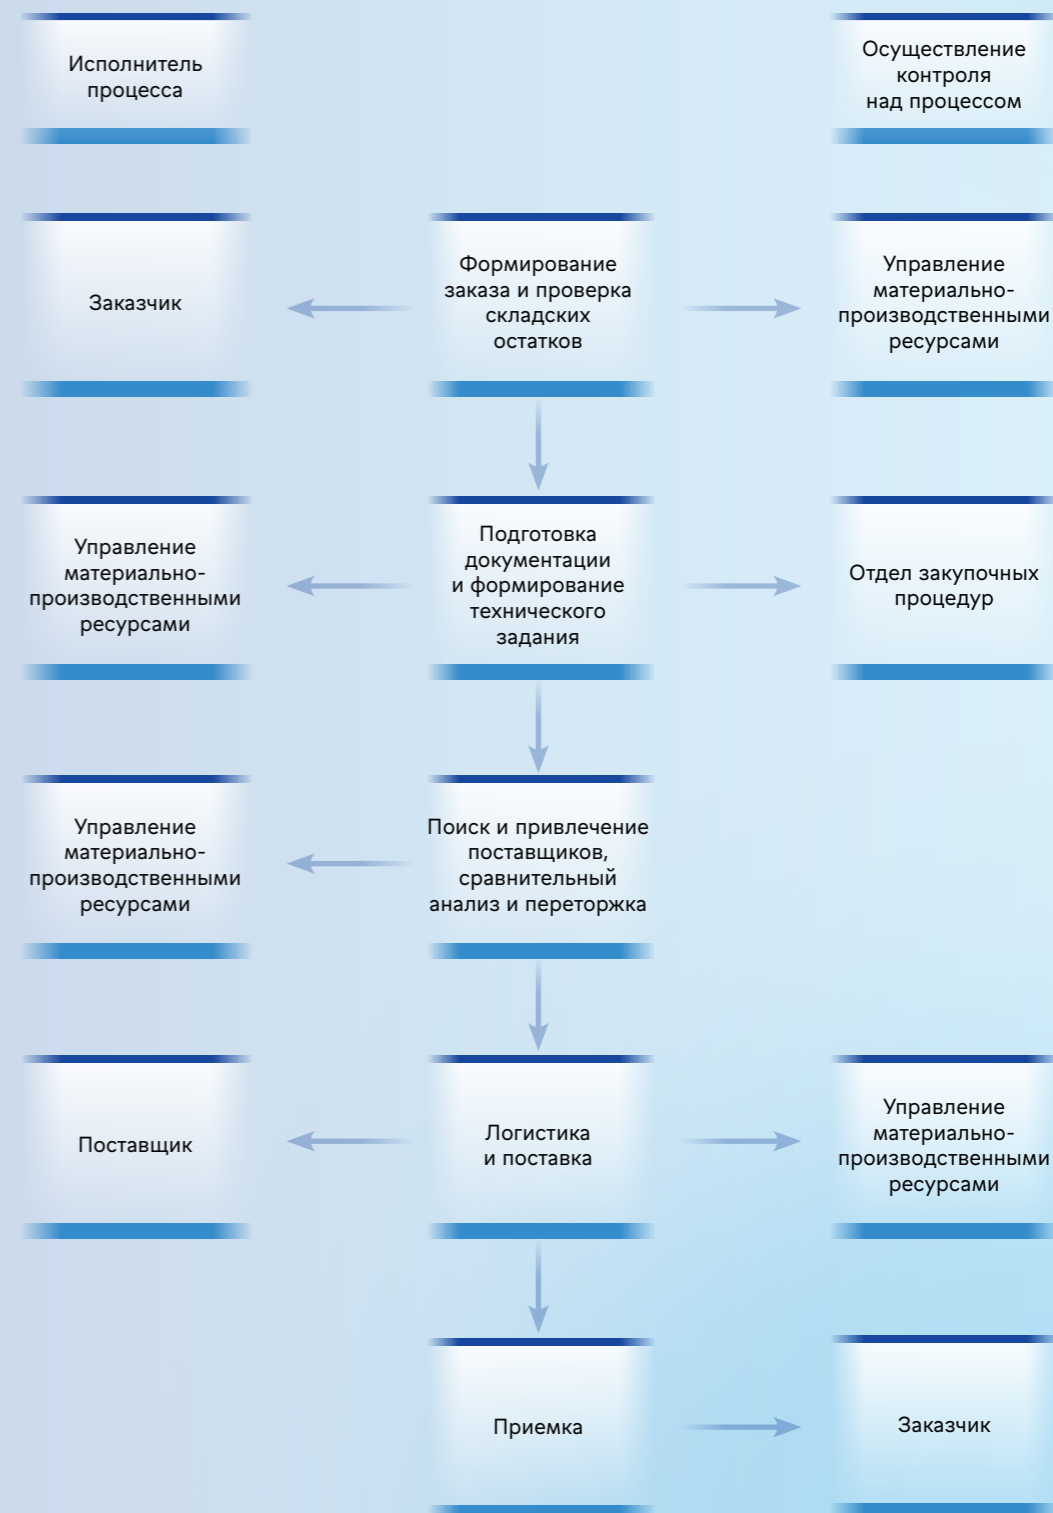 Исполнитель
процесса
Осуществление
контроля
над процессом
Заказчик
Формирование
заказа и проверка
складских
остатков
Управление
материально-
производственными
ресурсами
Управление
материально-
производственными
ресурсами
Подготовка
документации
и формирование
технического
задания
Отдел закупочных
процедур
Управление
материально-
производственными
ресурсами
Поиск и привлечение
поставщиков,
сравнительный
анализ и переторжка
Поставщик
Логистика
и поставка
Управление
материально-
производственными
ресурсами
Приемка
Заказчик